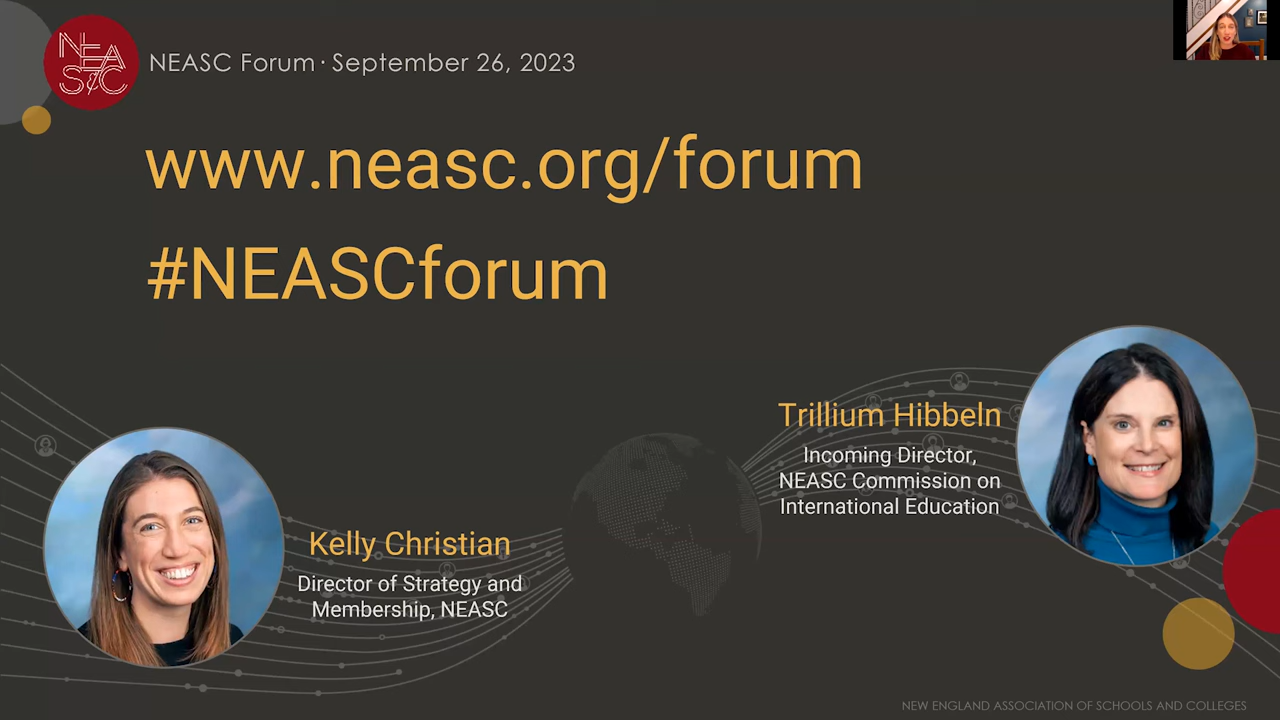 NEASC
NEASC Forum · September 26, 2023
www.neasc.org/forum
#NEASCforum
Trillium Hibbeln
Incoming Director,
NEASC Commission on
International Education
Kelly Christian
Director of Strategy and
Membership, NEASC
NEW ENGLAND ASSOCIATION OF SCHOOLS AND COLLEGES